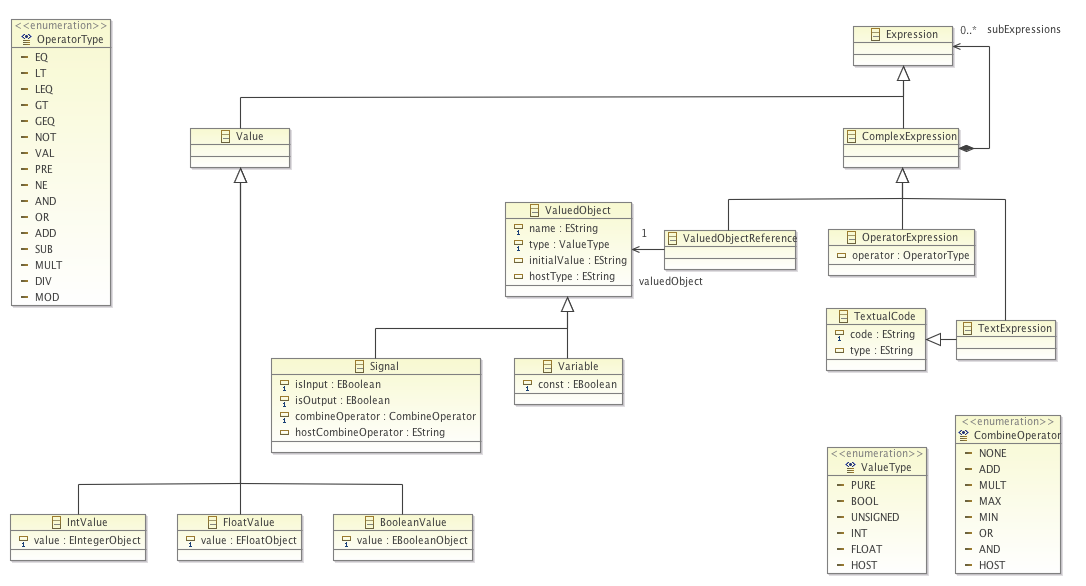 <<enumeration>>
OperatorType
EQ
LT
LEQ
GT
GEQ
NOT
VAL
PRE
NE
AND
OR
ADD
SUB
MULT
DIV
MOD
Expression
0..* subExpressions
Value
ComplexExpression
ValuedObject
name : EString
type : ValueType
initialValue : EString
hostType : EString
1
valuedObject
ValuedObjectReference
OperatorExpression
operator : OperatorType
TextualCode
code : EString
type : EString
TextExpression
Signal
isInput : EBoolean
isOutput : EBoolean
combineOperator : CombineOperator
hostCombineOperator : EString
Variable
const : EBoolean
IntValue
value : EIntegerObject
FloatValue
value : EFloatObject
BooleanValue
value : EBooleanObject
<<enumeration>>
ValueType
PURE
BOOL
UNSIGNED
INT
FLOAT
HOST
<<enumeration>>
CombineOperator
NONE
ADD
MULT
MAX
MIN
OR
AND
HOST